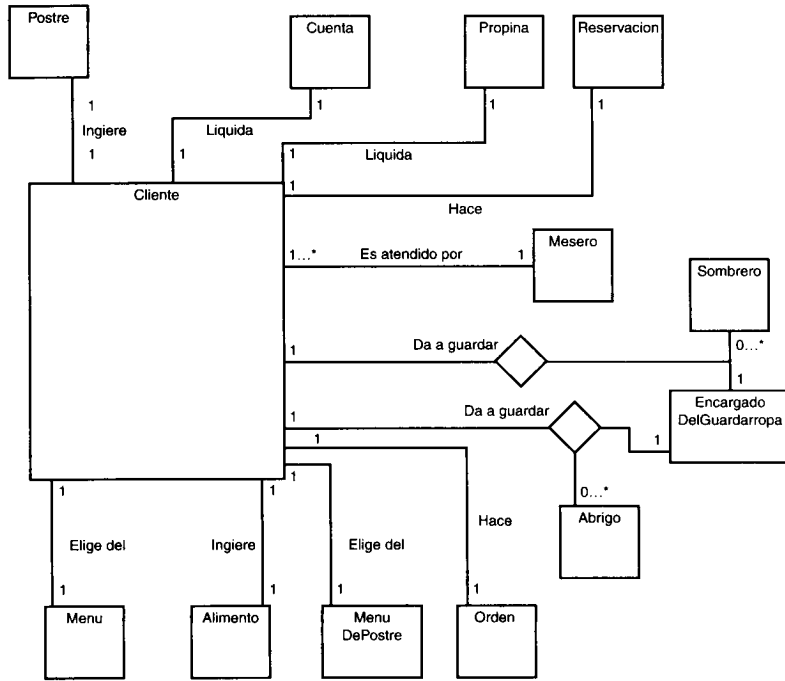 Postre
Cuenta
Propina
Reservacion
1
1
1
1
Ingiere
Liquida
1
1
1
Liquida
1
Cliente
Hace
1...*
Es atendido por
1
Mesero
Sombrero
1
Da a guardar
0...*
1
1
Da a guardar
Encargado
DelGuardarropa
1
1
0...*
Abrigo
1
1
1
Hace
Elige del
Ingiere
Elige del
1
1
1
1
Menu
Alimento
Menu
DePostre
Orden